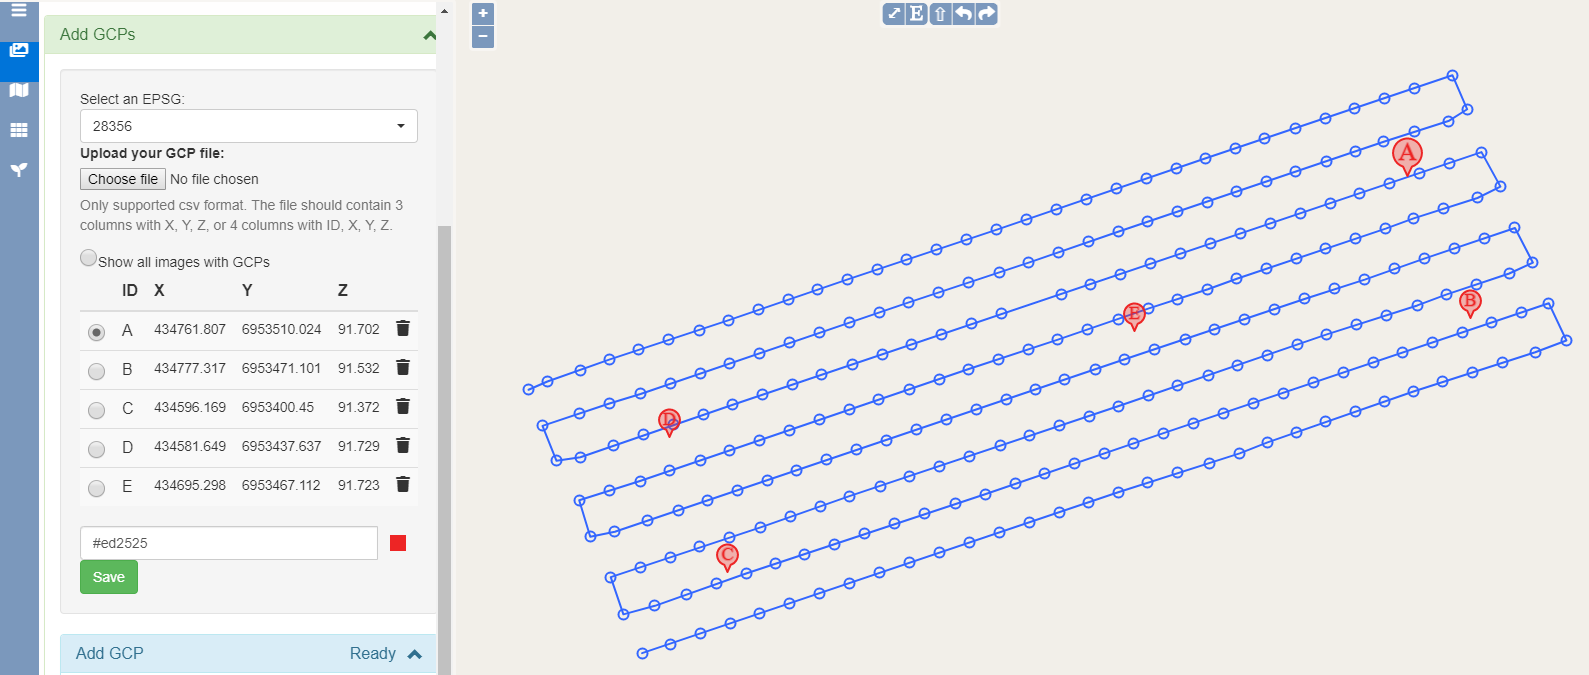 Add GCPs
Select an EPSG:
28356
Upload your GCP file:
Choose file No file chosen
Only supported csv format. The file should contain 3
columns with X, Y, Z, or 4 columns with ID, X, Y, Z.
Show all images with GCPs
ID X Y Z
A 434761.807 6953510.024 91.702
B 434777.317 6953471.101 91.532
C 434596.169 6953400.45 91.372
D 434581.649 6953437.637 91.729
E 434695.298 6953467.112 91.723
#ed2525
Save
Add GCP Ready
+
−
E
A
B
E
D
C